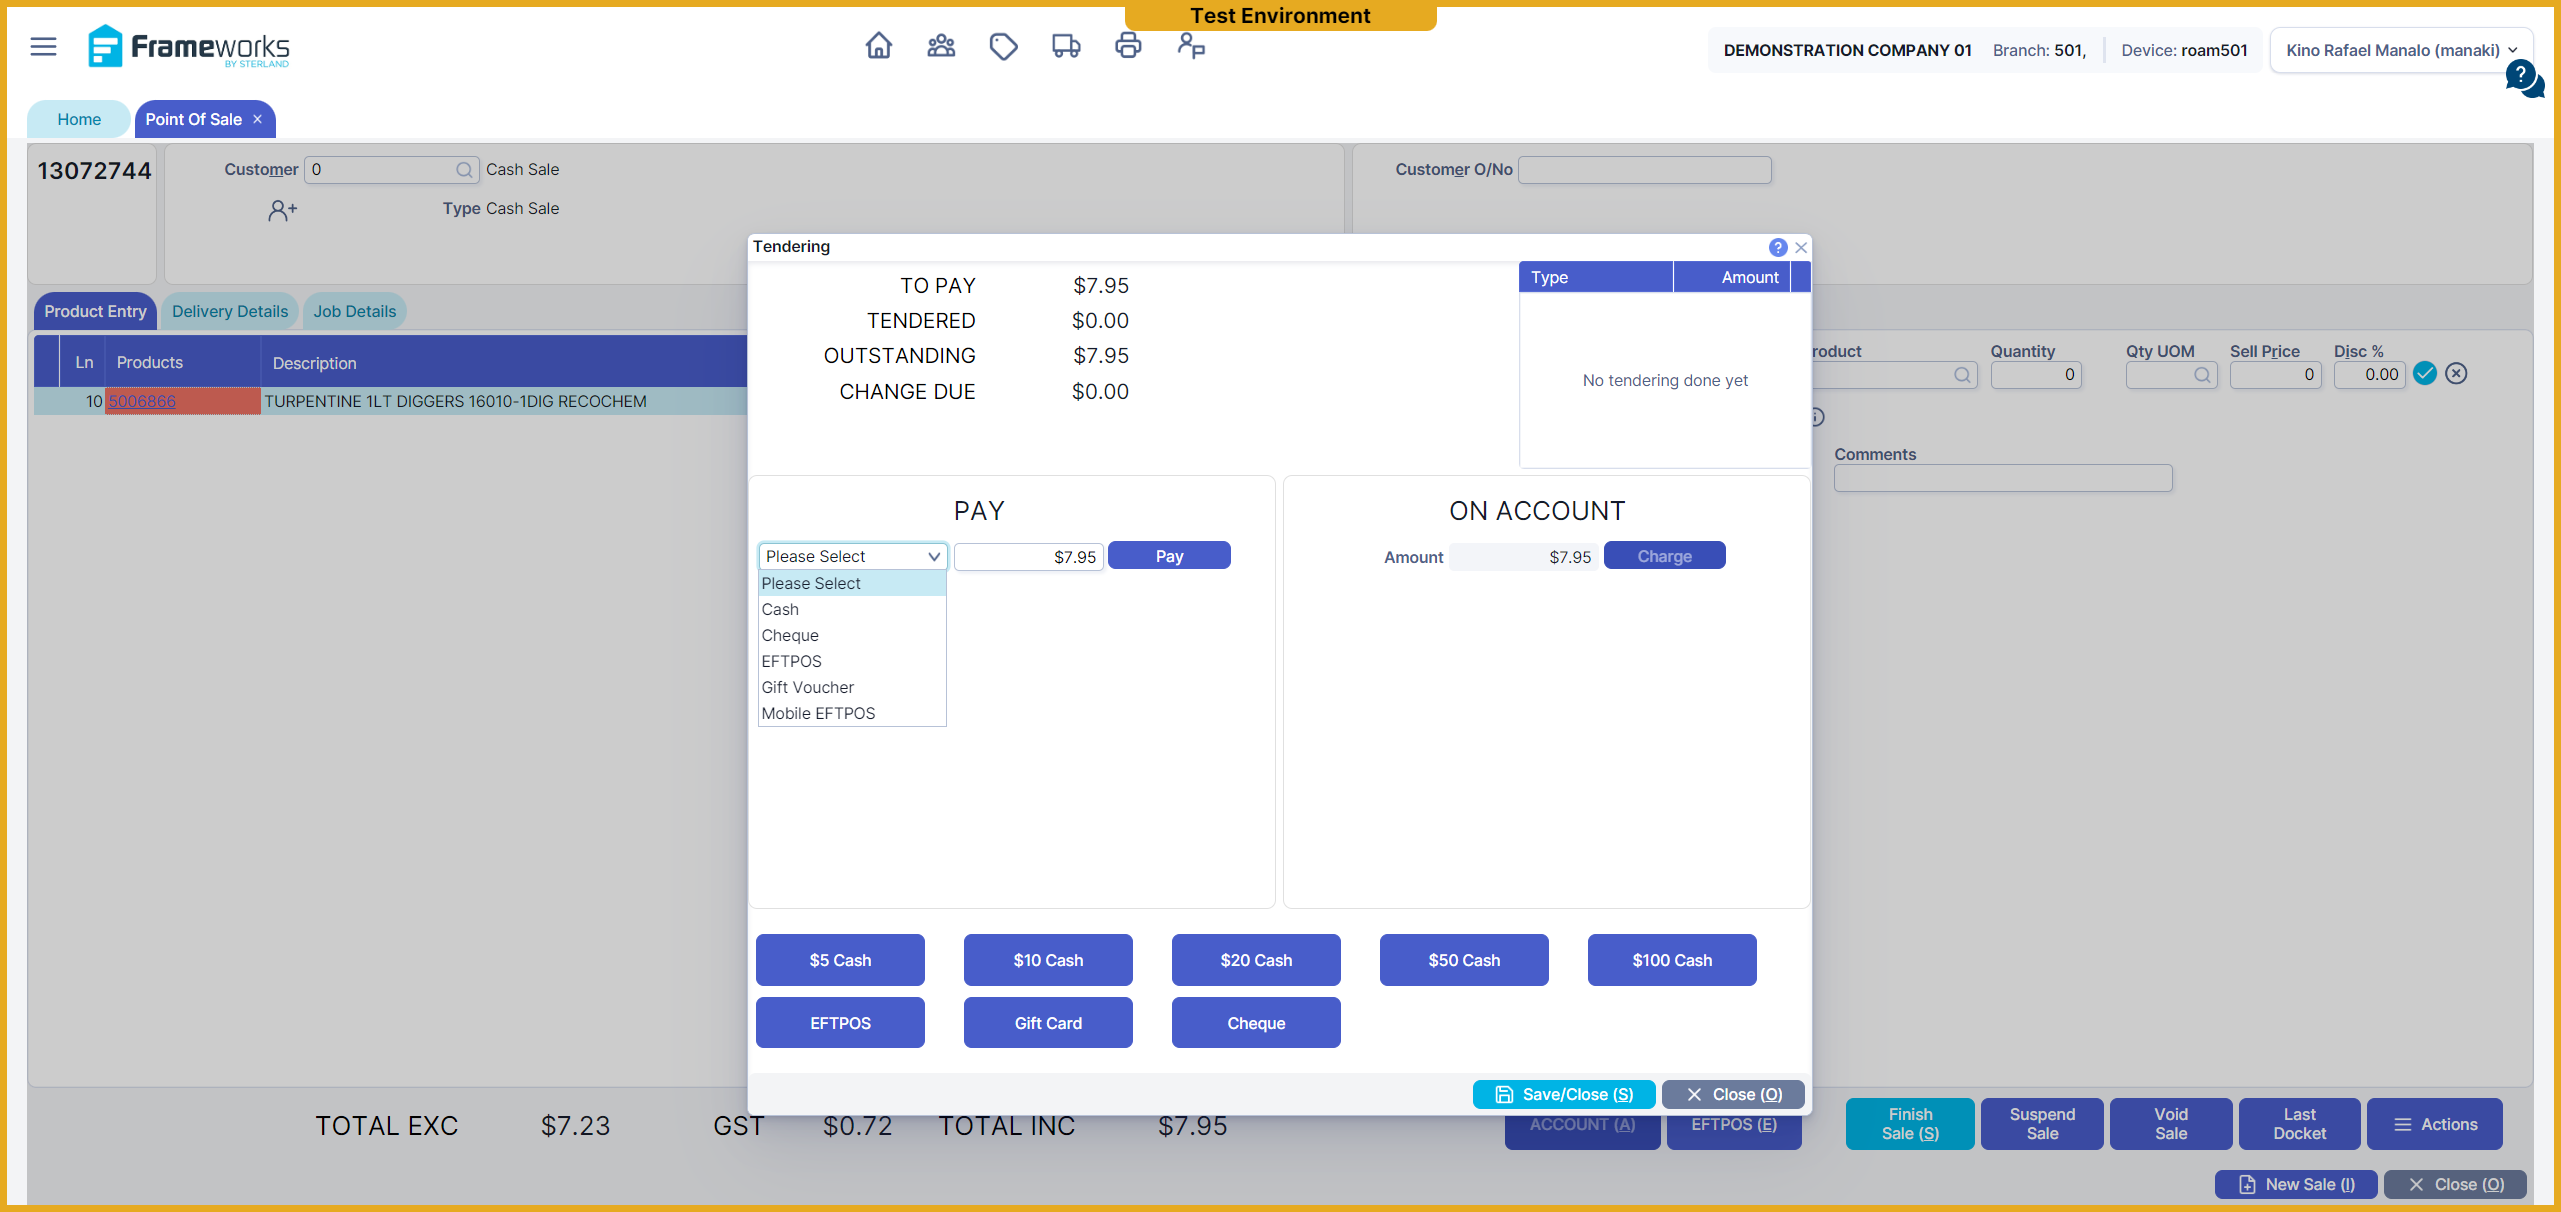 Test Environment
Frameworks
BY STERLAND
DEMONSTRATION COMPANY 01 Branch: 501, Device: roam501
Kino Rafael Manalo (manaki)
?
Home
Point Of Sale ×
13072744
Customer 0 Cash Sale
Type Cash Sale
Customer O/No
Product Entry
Delivery Details
Job Details
Ln Products Description
10 5006866 TURPENTINE 1LT DIGGERS 16010-1DIG RECOCHEM
roduct Quantity Qty UOM Sell Price Disc %
0 0 0.00
Comments
Tendering
?
TO PAY $7.95
TENDERED $0.00
OUTSTANDING $7.95
CHANGE DUE $0.00
Type Amount
No tendering done yet
PAY
Please Select $7.95 Pay
Please Select
Cash
Cheque
EFTPOS
Gift Voucher
Mobile EFTPOS
ON ACCOUNT
Amount $7.95 Charge
$5 Cash $10 Cash $20 Cash $50 Cash $100 Cash
EFTPOS Gift Card Cheque
Save/Close (S) Close (O)
TOTAL EXC $7.23 GST $0.72 TOTAL INC $7.95
ACCOUNT (A) EFTPOS (E)
Finish Sale (S)
Suspend Sale
Void Sale
Last Docket
Actions
New Sale (I) Close (O)